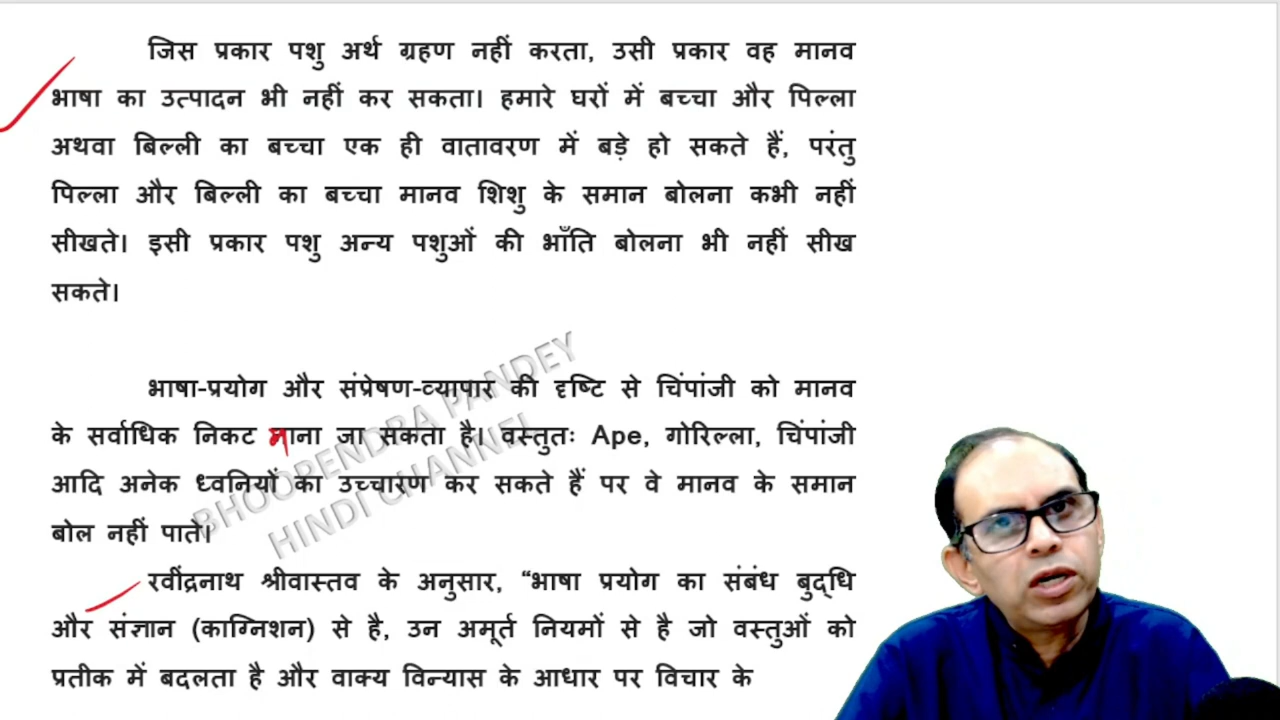 जिस प्रकार पशु अर्थ ग्रहण नहीं करता, उसी प्रकार वह मानव
भाषा का उत्पादन भी नहीं कर सकता। हमारे घरों में बच्चा और पिल्ला
अथवा बिल्ली का बच्चा एक ही वातावरण में बड़े हो सकते हैं, परंतु
पिल्ला और बिल्ली का बच्चा मानव शिशु के समान बोलना कभी नहीं
सीखते। इसी प्रकार पशु अन्य पशुओं की भाँति बोलना भी नहीं सीख
सकते।
भाषा-प्रयोग और संप्रेषण-व्यापार की दृष्टि से चिंपांजी को मानव
के सर्वाधिक निकट माना जा सकता है। वस्तुतः Ape, गोरिल्ला, चिंपांजी
आदि अनेक ध्वनियों का उच्चारण कर सकते हैं पर वे मानव के समान
बोल नहीं पाते।
रवींद्रनाथ श्रीवास्तव के अनुसार, “भाषा प्रयोग का संबंध बुद्धि
और संज्ञान (काग्निशन) से है, उन अमूर्त नियमों से है जो वस्तुओं को
प्रतीक में बदलता है और वाक्य विन्यास के आधार पर विचार के
BHOOPENDRA PANDEY
HINDI CHANNEL